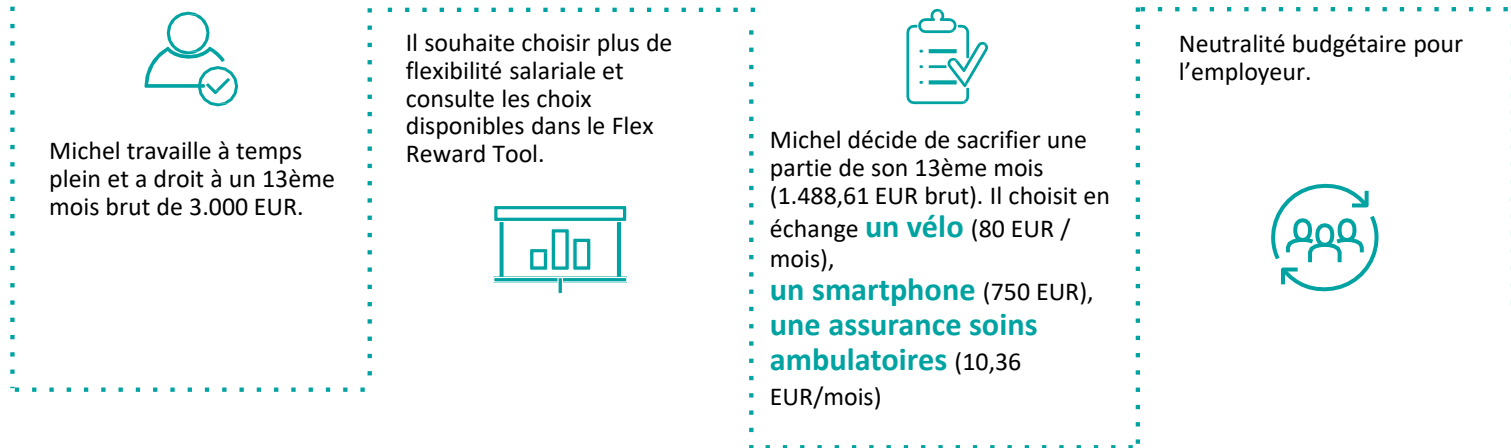 Michel travaille à temps
plein et a droit à un 13ème
mois brut de 3.000 EUR.
Il souhaite choisir plus de
flexibilité salariale et
consulte les choix
disponibles dans le Flex
Reward Tool.
Michel décide de sacrifier une
partie de son 13ème mois
(1.488,61 EUR brut). Il choisit en
échange un vélo (80 EUR /
mois),
un smartphone (750 EUR),
une assurance soins
ambulatoires (10,36
EUR/mois)
Neutralité budgétaire pour
l’employeur.